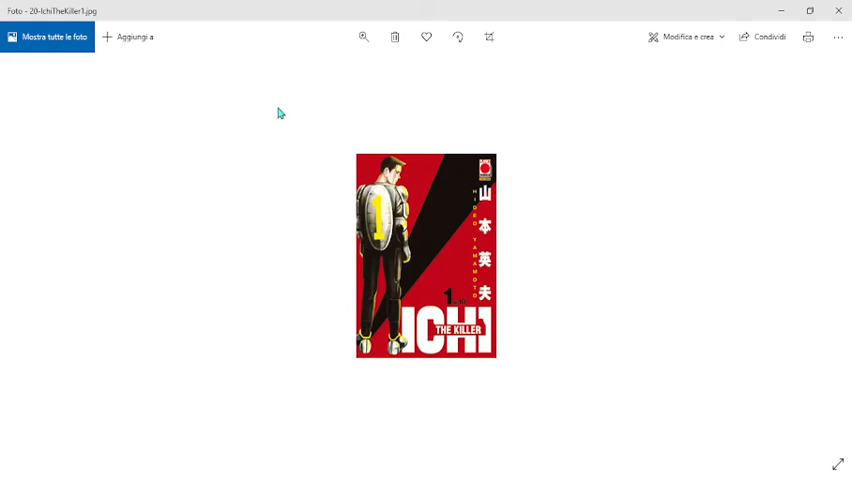 Foto - 20-IchiTheKiller1.jpg
Mostra tutte le foto
Aggiungi a
Modifica e crea
Condividi
1
山本英夫
HIDEO YAMAMOTO
1
ICHI
THE KILLER